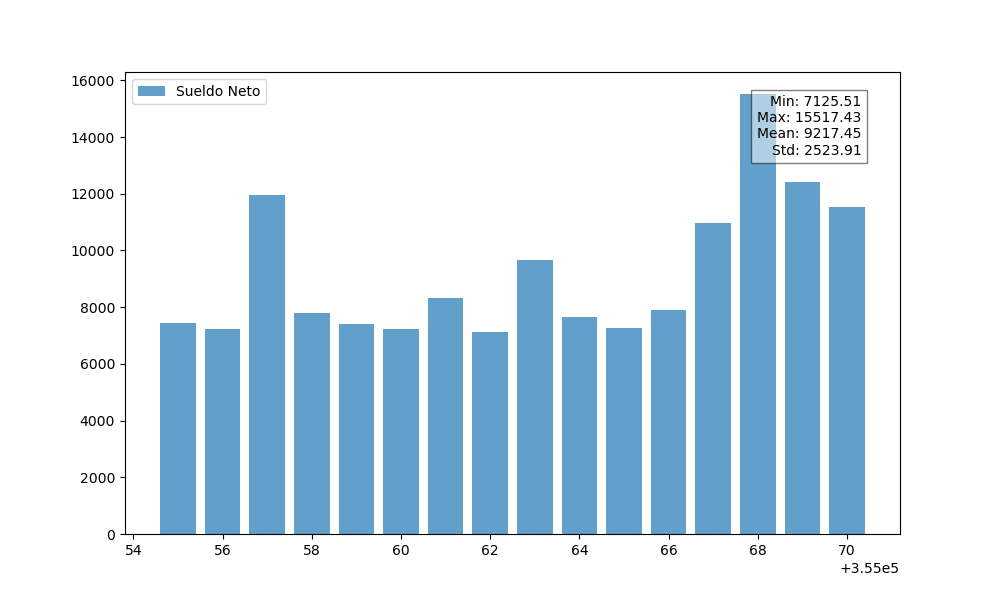 16000
14000
12000
10000
8000
6000
4000
2000
0
Sueldo Neto
Min: 7125.51
Max: 15517.43
Mean: 9217.45
Std: 2523.91
54 56 58 60 62 64 66 68 70
+3.55e5